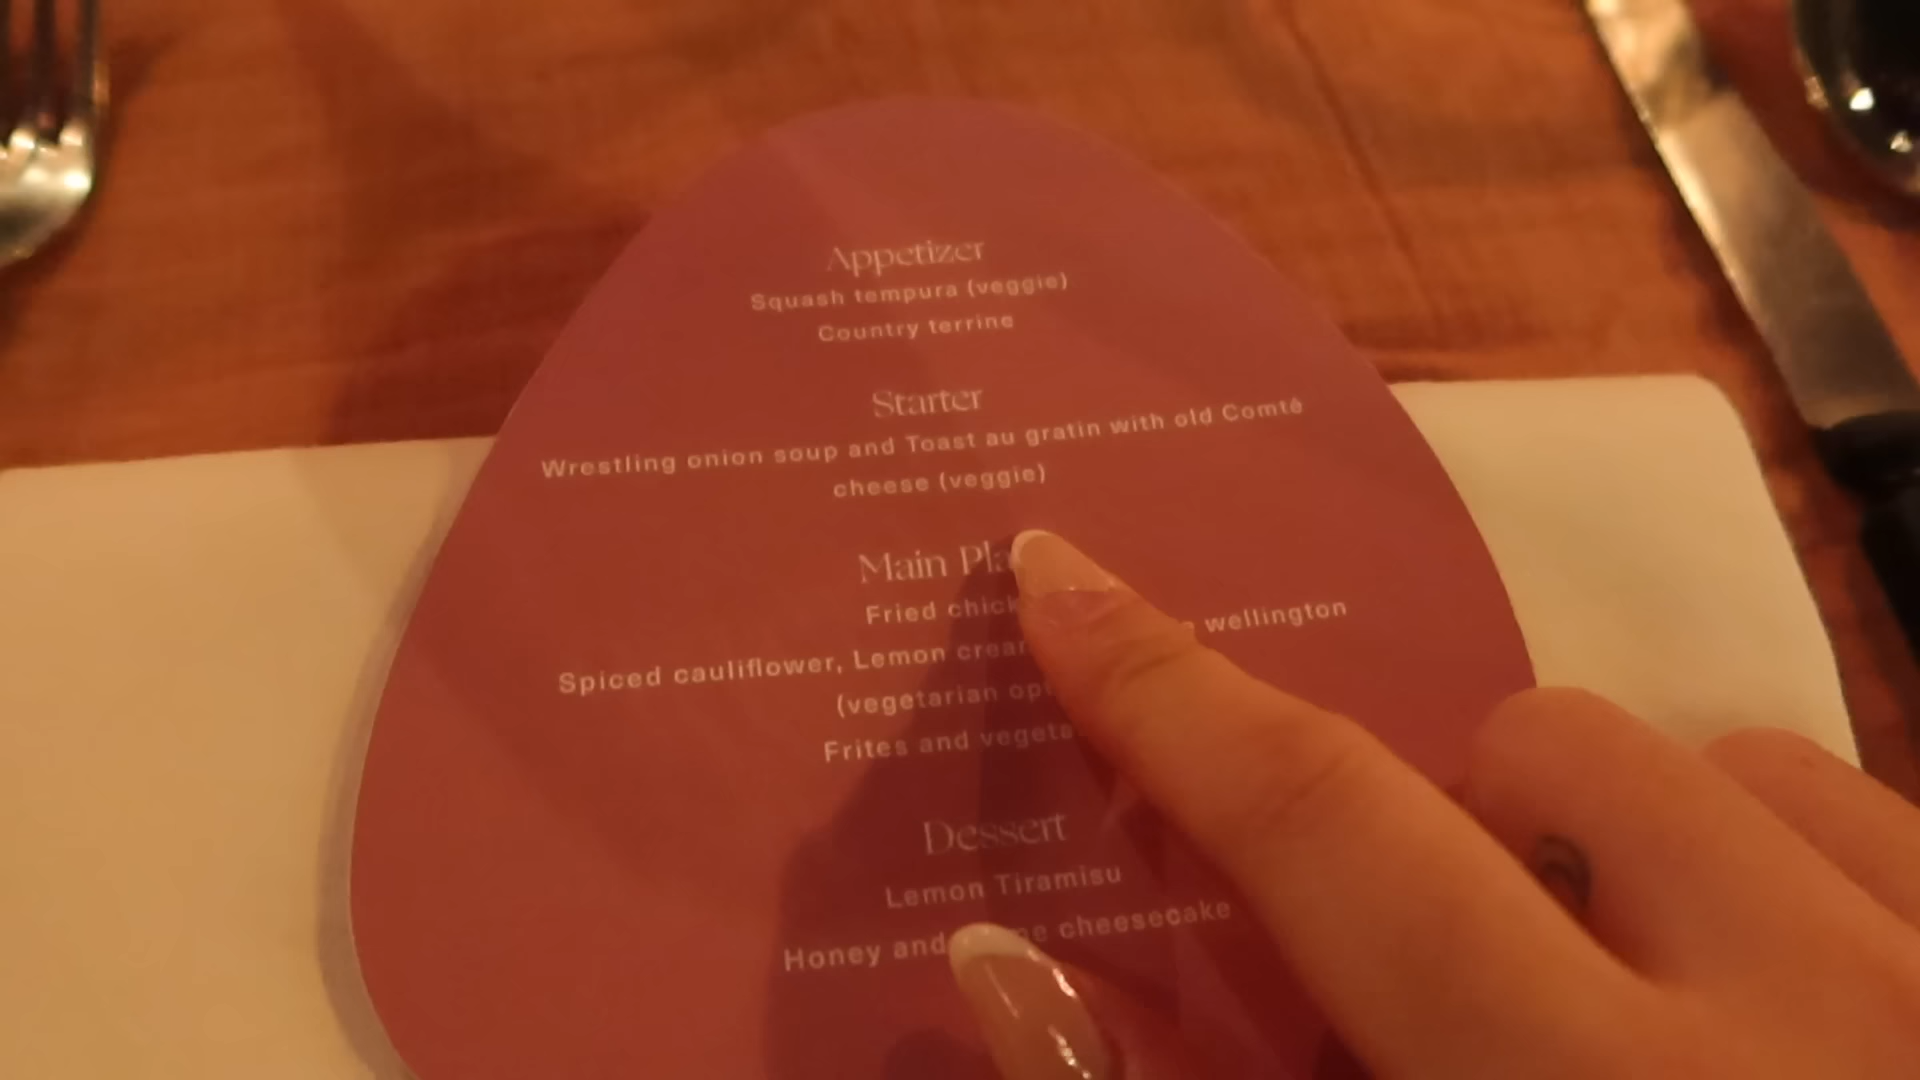 Appetizer
Squash tempura (veggie)
Country terrine
Starter
Wrestling onion soup and Toast au gratin with old Comté
cheese (veggie)
Main
Fried
Spiced cauliflower, Lemon wellington
(vegetarian
Frites and
Dessert
Lemon Tiramisu
Honey and cheesecake